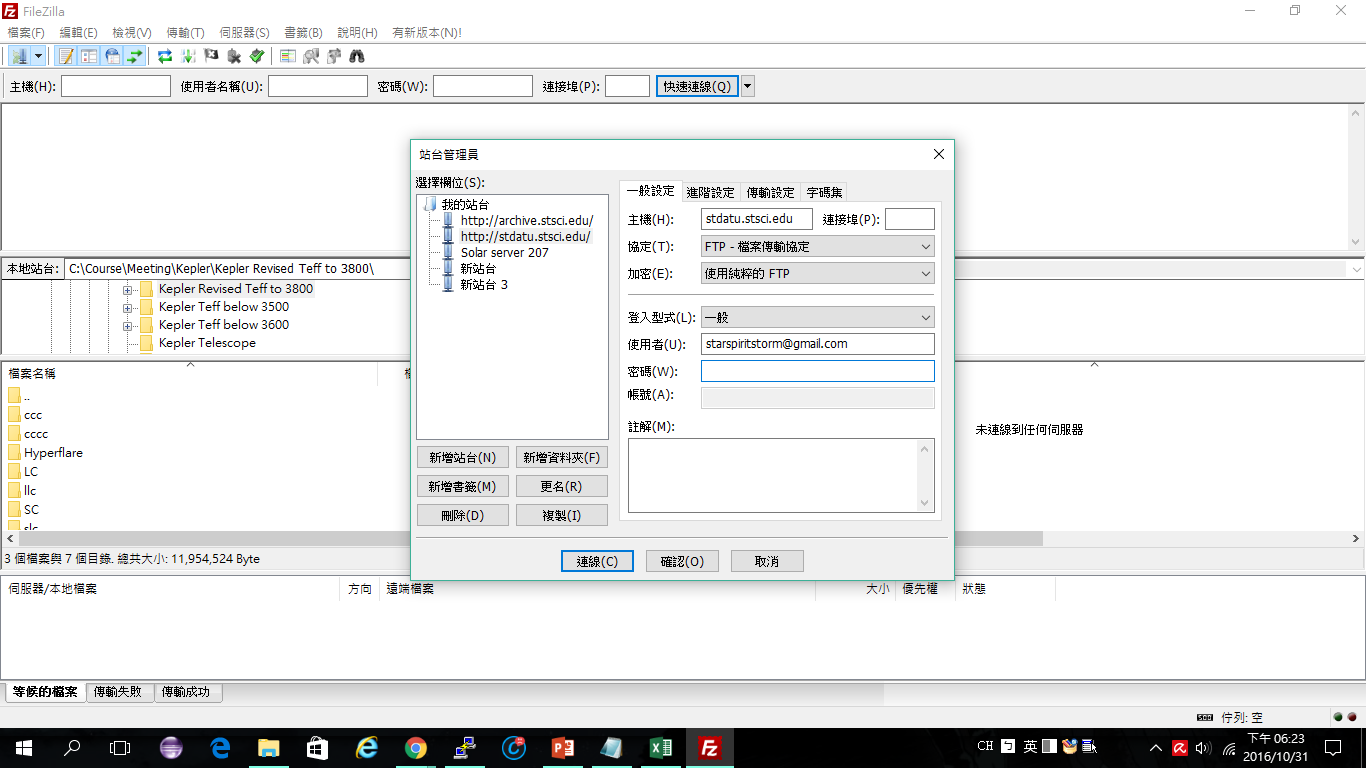 FileZilla
檔案(F) 編輯(E) 檢視(V) 傳輸(T) 伺服器(S) 書籤(B) 說明(H) 有新版本(N)!
主機(H): 使用者名稱(U): 密碼(W): 連接埠(P): 快速連線(Q)
站台管理員
選擇欄位(S):
我的站台
http://archive.stsci.edu/
http://stdatu.stsci.edu/
Solar server 207
新站台
新站台 3
新增站台(N) 新增資料夾(F)
新增書籤(M) 更名(R)
刪除(D) 複製(I)
一般設定 進階設定 傳輸設定 字碼集
主機(H): stdatu.stsci.edu 連接埠(P):
協定(T): FTP - 檔案傳輸協定
加密(E): 使用純粹的 FTP
登入型式(L): 一般
使用者(U): starspiritstorm@gmail.com
密碼(W):
帳號(A):
註解(M):
連線(C) 確認(O) 取消
本地站台: C:\Course\Meeting\Kepler\Kepler Revised Teff to 3800\
Kepler Revised Teff to 3800
Kepler Teff below 3500
Kepler Teff below 3600
Kepler Telescope
檔案名稱
..
ccc
cccc
Hyperflare
LC
llc
SC
slc
3 個檔案與 7 個目錄. 總共大小: 11,954,524 Byte
未連線到任何伺服器
伺服器/本地檔案 方向 遠端檔案 大小 優先權 狀態
等候的檔案 傳輸失敗 傳輸成功
佇列: 空
CH 英
下午 06:23
2016/10/31